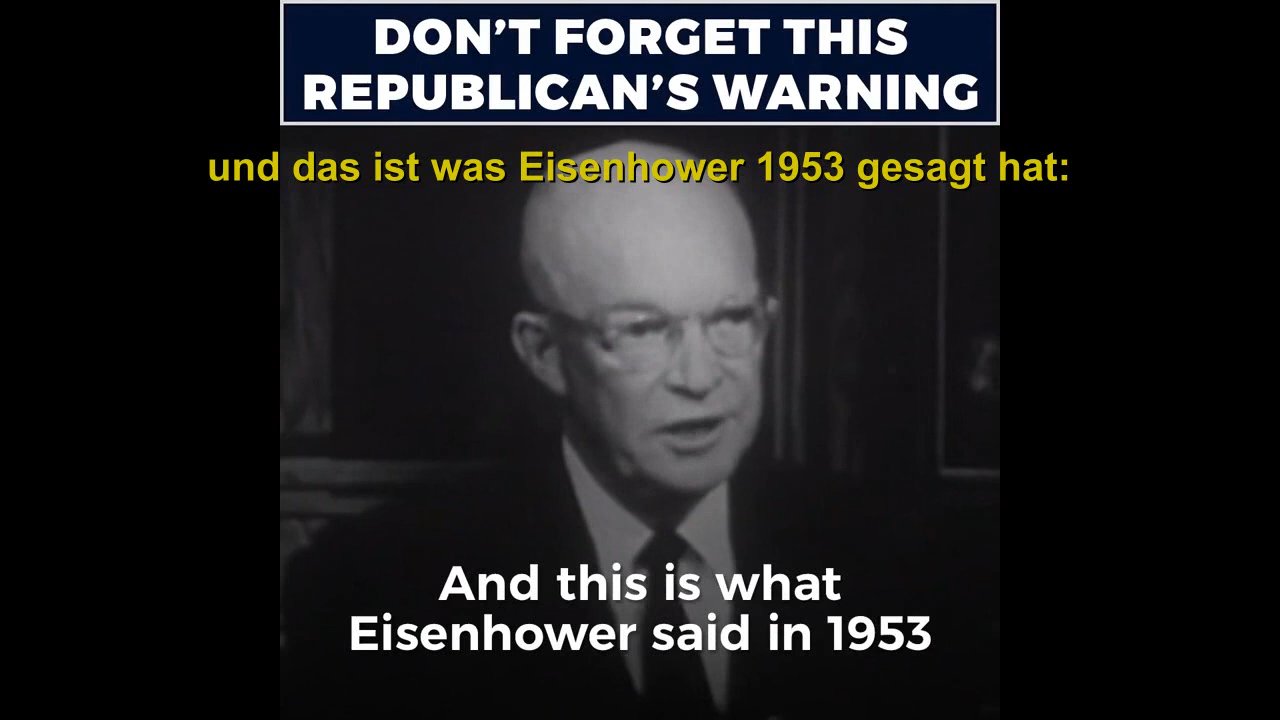 DON’T FORGET THIS
REPUBLICAN’S WARNING
und das ist was Eisenhower 1953 gesagt hat:
And this is what
Eisenhower said in 1953